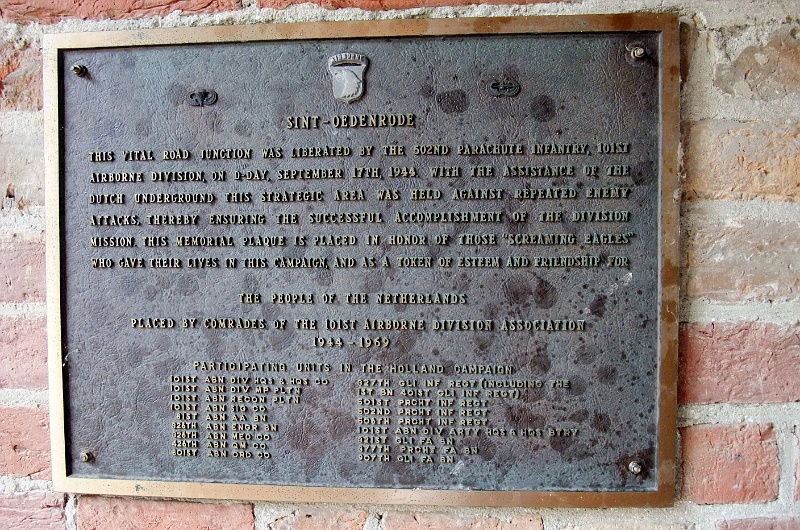 AIRBORNE
SINT-OEDENRODE
THIS VITAL ROAD JUNCTION WAS LIBERATED BY THE 502ND PARACHUTE INFANTRY, 101ST
AIRBORNE DIVISION, ON D-DAY, SEPTEMBER 17TH, 1944. WITH THE ASSISTANCE OF THE
DUTCH UNDERGROUND THIS STRATEGIC AREA WAS HELD AGAINST REPEATED ENEMY
ATTACKS, THEREBY ENSURING THE SUCCESSFUL ACCOMPLISHMENT OF THE DIVISION
MISSION. THIS MEMORIAL PLAQUE IS PLACED IN HONOR OF THOSE "SCREAMING EAGLES"
WHO GAVE THEIR LIVES IN THIS CAMPAIGN, AND AS A TOKEN OF ESTEEM AND FRIENDSHIP FOR
THE PEOPLE OF THE NETHERLANDS
PLACED BY COMRADES OF THE 101ST AIRBORNE DIVISION ASSOCIATION
1944-1969
PARTICIPATING UNITS IN THE HOLLAND CAMPAIGN
101ST ABN DIV HQS & HQS CO
101ST ABN DIV MP PLTN
101ST ABN RECON PLTN
101ST ABN SIG CO
81ST ABN AA BN
326TH ABN ENGR BN
326TH ABN MED CO
426TH ABN QM CO
801ST ABN ORD CO
327TH GLI INF REGT (INCLUDING THE
1ST BN 401ST GLI INF REGT)
501ST PRCHT INF REGT
502ND PRCHT INF REGT
506TH PRCHT INF REGT
101ST ABN DIV ARTY HQS & HQS BTRY
321ST GLI FA BN
377TH PRCHT FA BN
907TH GLI FA BN